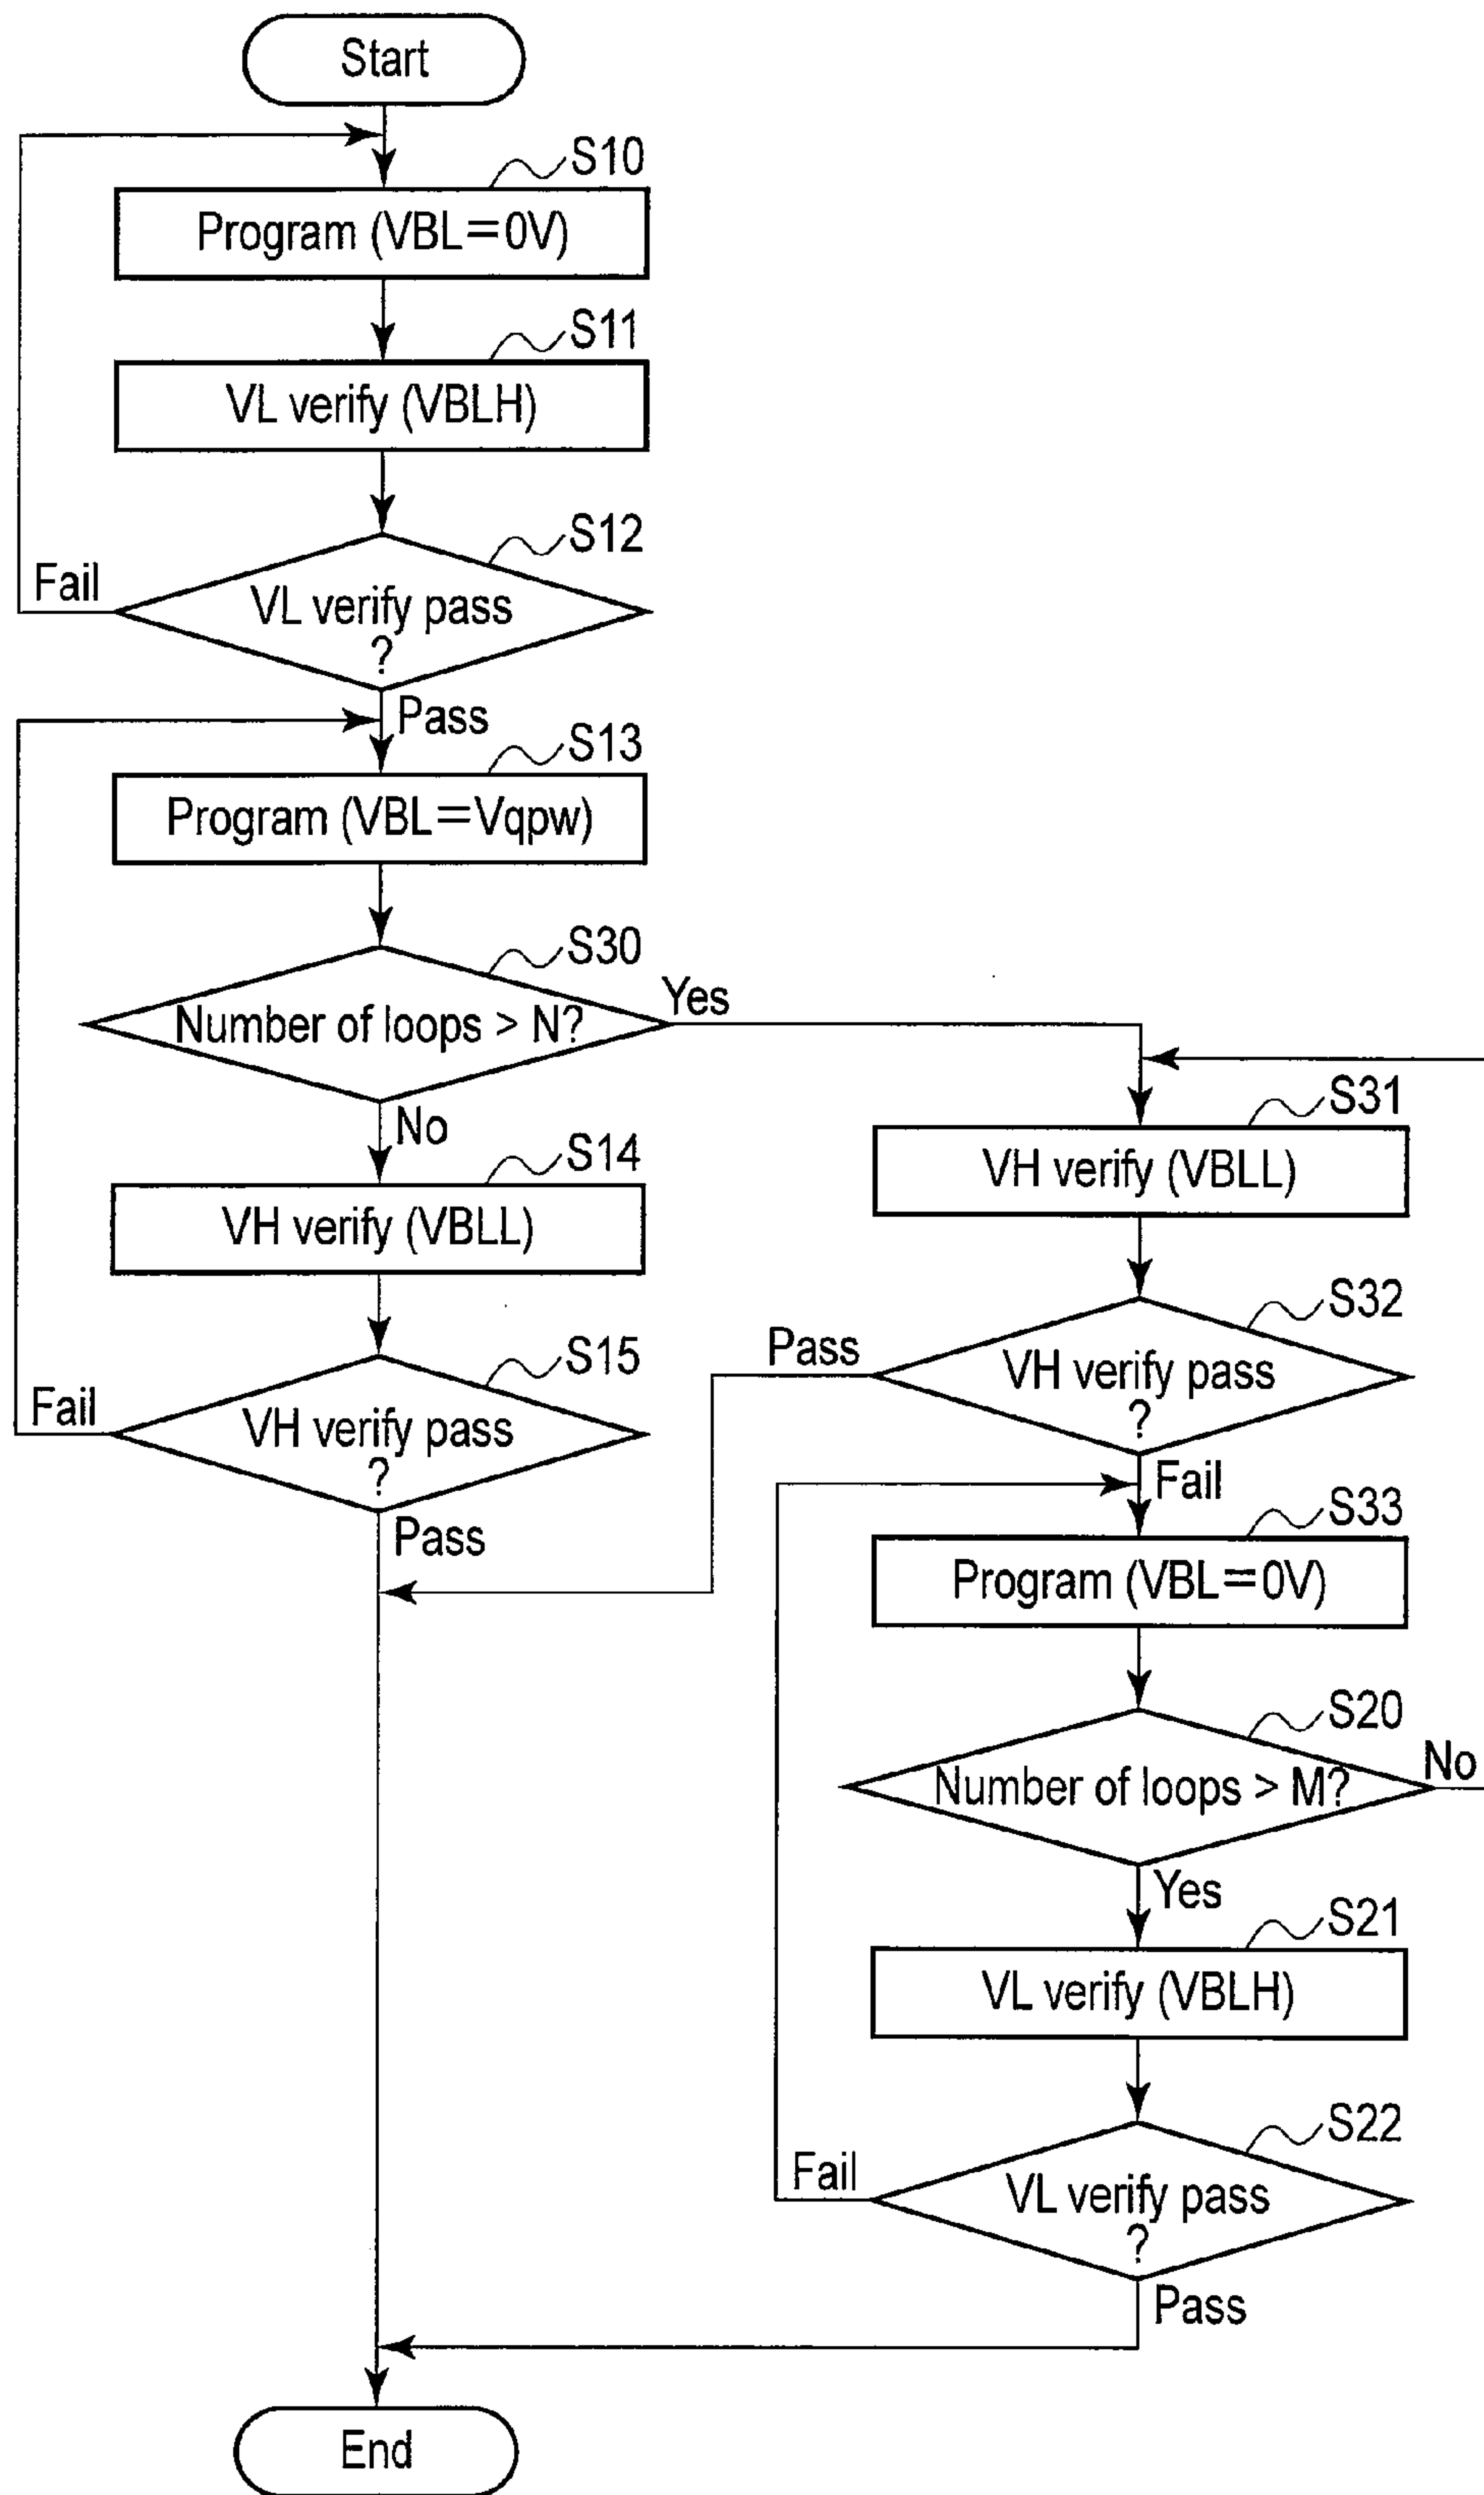 Start
S10
Program (VBL=0V)
S11
VL verify (VBLH)
S12
Fail
VL verify pass
?
Pass
S13
Program (VBL=Vqpw)
S30
Number of loops > N?
Yes
No
S14
VH verify (VBLL)
S15
Fail
VH verify pass
?
Pass
S31
VH verify (VBLL)
S32
Pass
VH verify pass
?
Fail
S33
Program (VBL=0V)
S20
Number of loops > M?
No
Yes
S21
VL verify (VBLH)
S22
Fail
VL verify pass
?
Pass
End